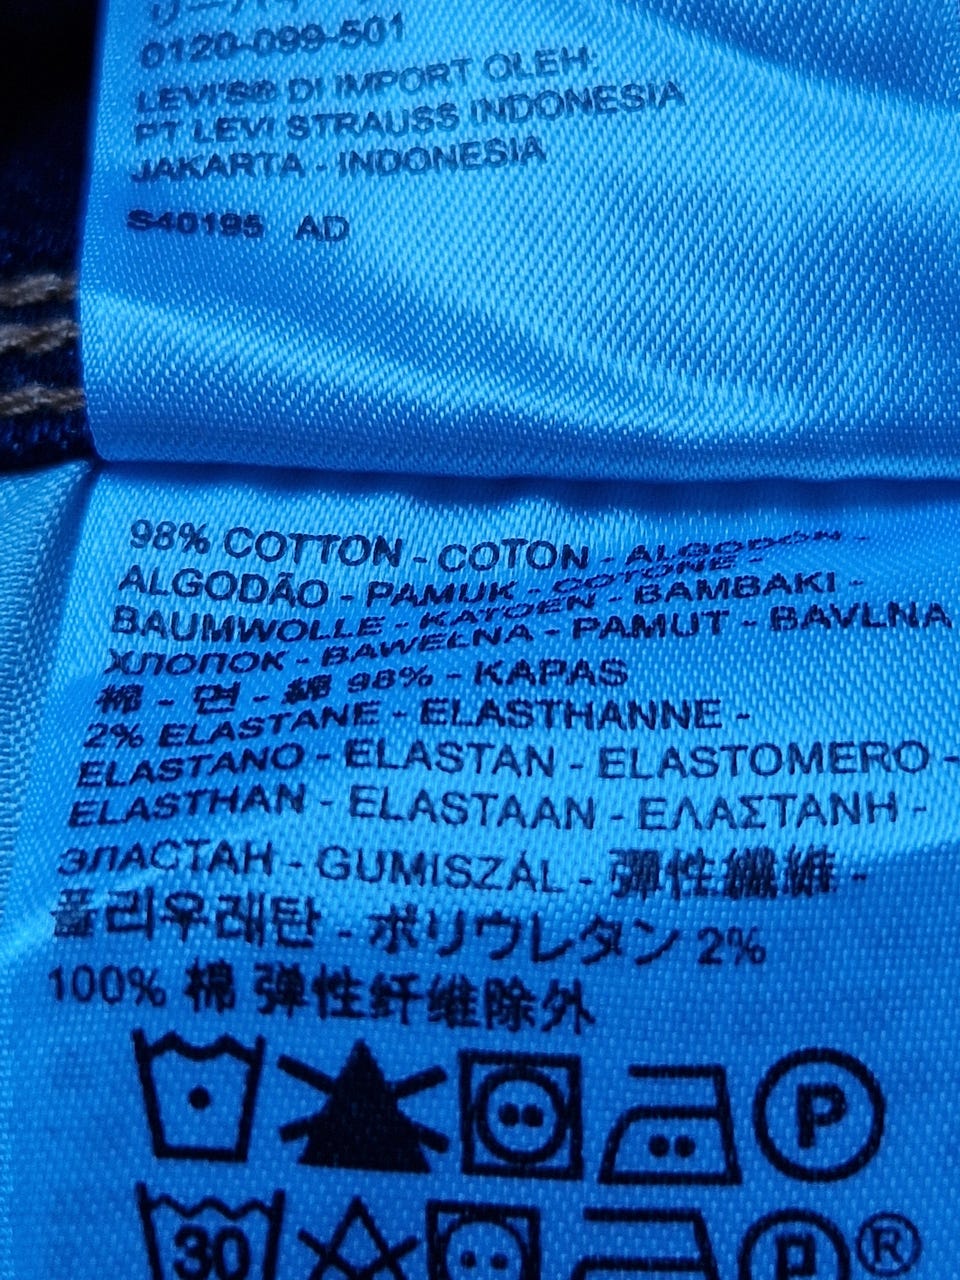 0120-099-501
LEVI'S® DI IMPORT OLEH:
PT LEVI STRAUSS INDONESIA
JAKARTA - INDONESIA
S40195 AD
98% COTTON - COTON - ALGODÓN -
ALGODÃO - PAMUK - COTONE -
BAUMWOLLE - KATOEN - BAMBAKI -
ХЛОПОК - BAWEŁNA - PAMUT - BAVLNA
棉 - 면 - 綿 98% - KAPAS
2% ELASTANE - ELASTHANNE -
ELASTANO - ELASTAN - ELASTOMERO -
ELASTHAN - ELASTAAN - ΕΛΑΣΤΑΝΗ -
ЭЛАСТАН - GUMISZÁL - 彈性纖維 -
폴리우레탄 - ポリウレタン 2%
100% 棉 弹性纤维除外
P
30
P ®